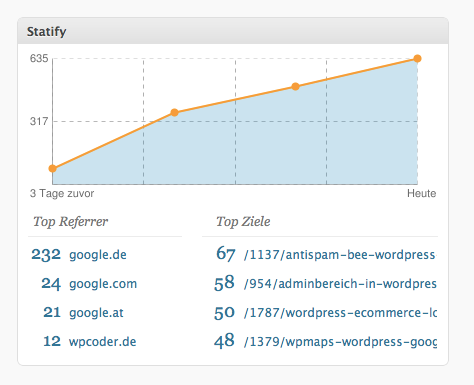 Statify
635
317
3 Tage zuvor Heute
Top Referrer Top Ziele
232 google.de 67 /1137/antispam-bee-wordpress
24 google.com 58 /954/adminbereich-in-wordpres
21 google.at 50 /1787/wordpress-ecommerce-lo
12 wpcoder.de 48 /1379/wpmaps-wordpress-goog